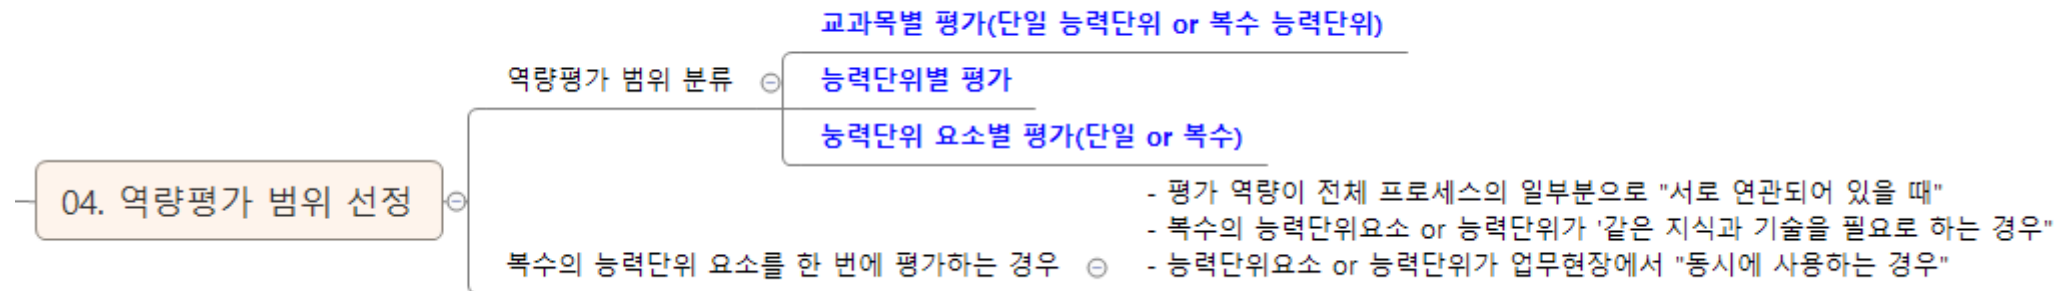 교과목별 평가(단일 능력단위 or 복수 능력단위)
역량평가 범위 분류
능력단위별 평가
능력단위 요소별 평가(단일 or 복수)
04. 역량평가 범위 선정
- 평가 역량이 전체 프로세스의 일부분으로 "서로 연관되어 있을 때"
- 복수의 능력단위요소 or 능력단위가 '같은 지식과 기술을 필요로 하는 경우"
복수의 능력단위 요소를 한 번에 평가하는 경우
- 능력단위요소 or 능력단위가 업무현장에서 "동시에 사용하는 경우"